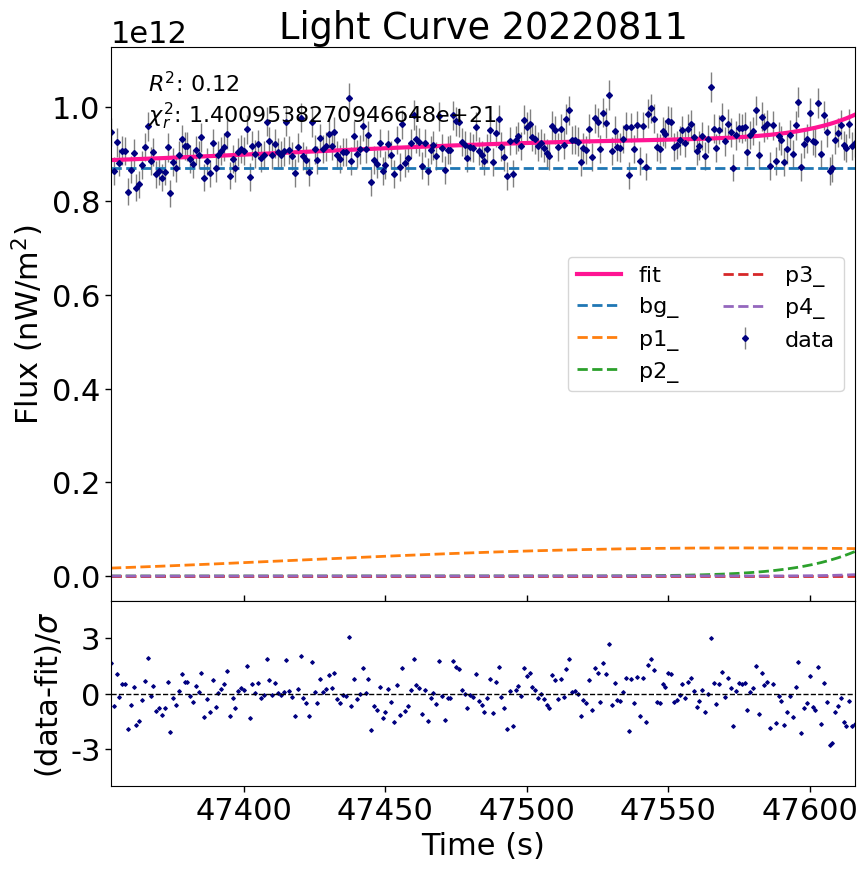 Light Curve 20220811
1e12
R²: 0.12
χ²ᵣ: 1.4009538270946648e+21
1.0
0.8
0.6
0.4
0.2
0.0
Flux (nW/m²)
fit
bg_
p1_
p2_
p3_
p4_
data
3
0
-3
(data-fit)/σ
47400 47450 47500 47550 47600
Time (s)